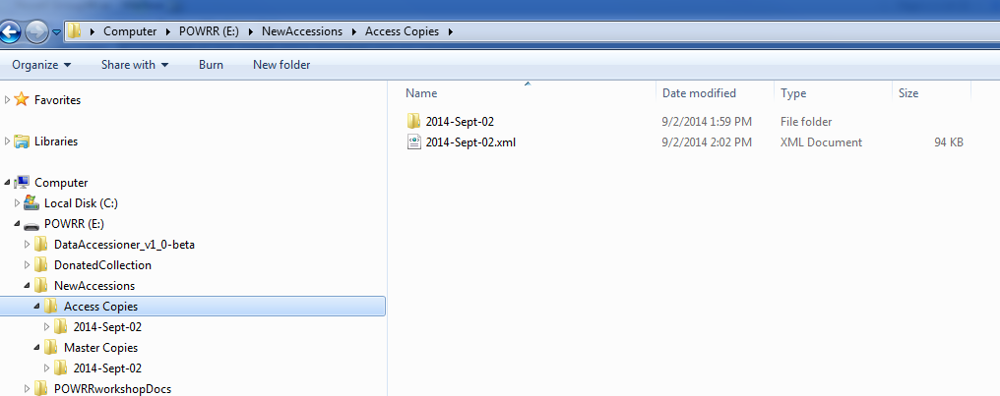 Computer POWRR (E:) NewAccessions Access Copies
Organize Share with Burn New folder
Favorites
Libraries
Computer
Local Disk (C:)
POWRR (E:)
DataAccessioner_v1_0-beta
DonatedCollection
NewAccessions
Access Copies
2014-Sept-02
Master Copies
2014-Sept-02
POWRRworkshopDocs
Name Date modified Type Size
2014-Sept-02 9/2/2014 1:59 PM File folder
2014-Sept-02.xml 9/2/2014 2:02 PM XML Document 94 KB